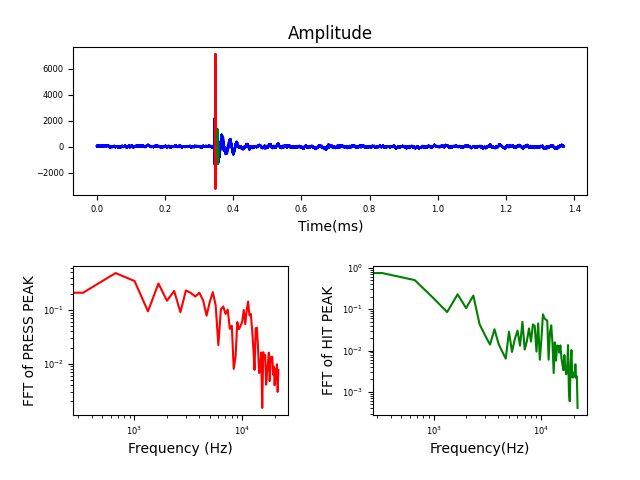 Amplitude
6000
4000
2000
0
−2000
0.0 0.2 0.4 0.6 0.8 1.0 1.2 1.4
Time(ms)
FFT of PRESS PEAK
10⁻¹
10⁻²
10³ 10⁴
Frequency (Hz)
FFT of HIT PEAK
10⁰
10⁻¹
10⁻²
10⁻³
10³ 10⁴
Frequency(Hz)